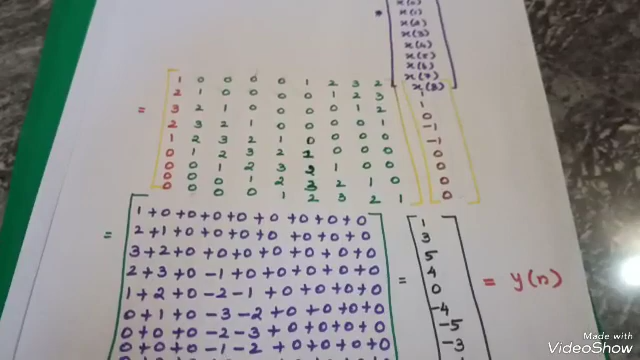 x(1)
x(2)
x(3)
x(4)
x(5)
x(6)
x(7)
x(8)
*
= [1 0 0 0 0 1 2 3 2] [1]
[2 1 0 0 0 0 1 2 3] [1]
[3 2 1 0 0 0 0 1 2] [0]
[2 3 2 1 0 0 0 0 1] [-1]
[1 2 3 2 1 0 0 0 0] [-1]
[0 1 2 3 2 1 0 0 0] [0]
[0 0 1 2 3 2 1 0 0] [0]
[0 0 0 1 2 3 2 1 0] [0]
[0 0 0 0 1 2 3 2 1] [0]
= [1+0+0+0+0+0+0+0+0] = [1] = y(n)
[2+1+0+0+0+0+0+0+0] [3]
[3+2+0+0+0+0+0+0+0] [5]
[2+3+0-1+0+0+0+0+0] [4]
[1+2+0-2-1+0+0+0+0] [0]
[0+1+0-3-2+0+0+0+0] [-4]
[0+0+0-2-3+0+0+0+0] [-5]
[0+0+0-1-2+0+0+0+0] [-3]
Made with
VideoShow